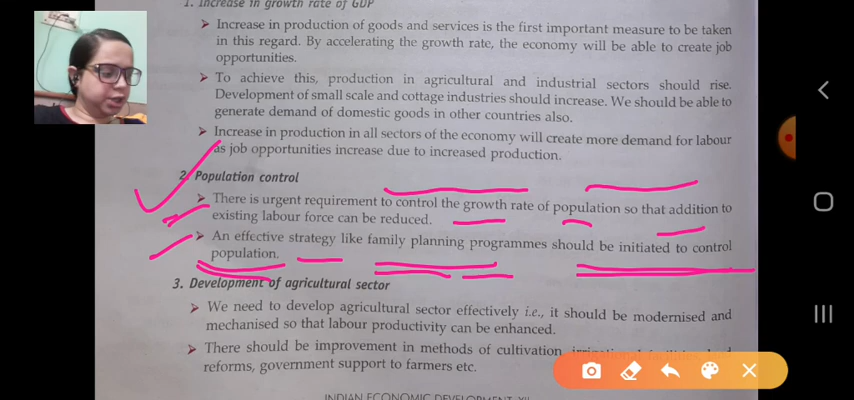 1. Increase in growth rate of GDP
➤ Increase in production of goods and services is the first important measure to be taken
in this regard. By accelerating the growth rate, the economy will be able to create job
opportunities.
➤ To achieve this, production in agricultural and industrial sectors should rise.
Development of small scale and cottage industries should increase. We should be able to
generate demand of domestic goods in other countries also.
➤ Increase in production in all sectors of the economy will create more demand for labour
as job opportunities increase due to increased production.
2. Population control
➤ There is urgent requirement to control the growth rate of population so that addition to
existing labour force can be reduced.
➤ An effective strategy like family planning programmes should be initiated to control
population.
3. Development of agricultural sector
➤ We need to develop agricultural sector effectively i.e., it should be modernised and
mechanised so that labour productivity can be enhanced.
➤ There should be improvement in methods of cultivation,
reforms, government support to farmers etc.
INDIAN ECONOMIC DEVELOPMENT-XII